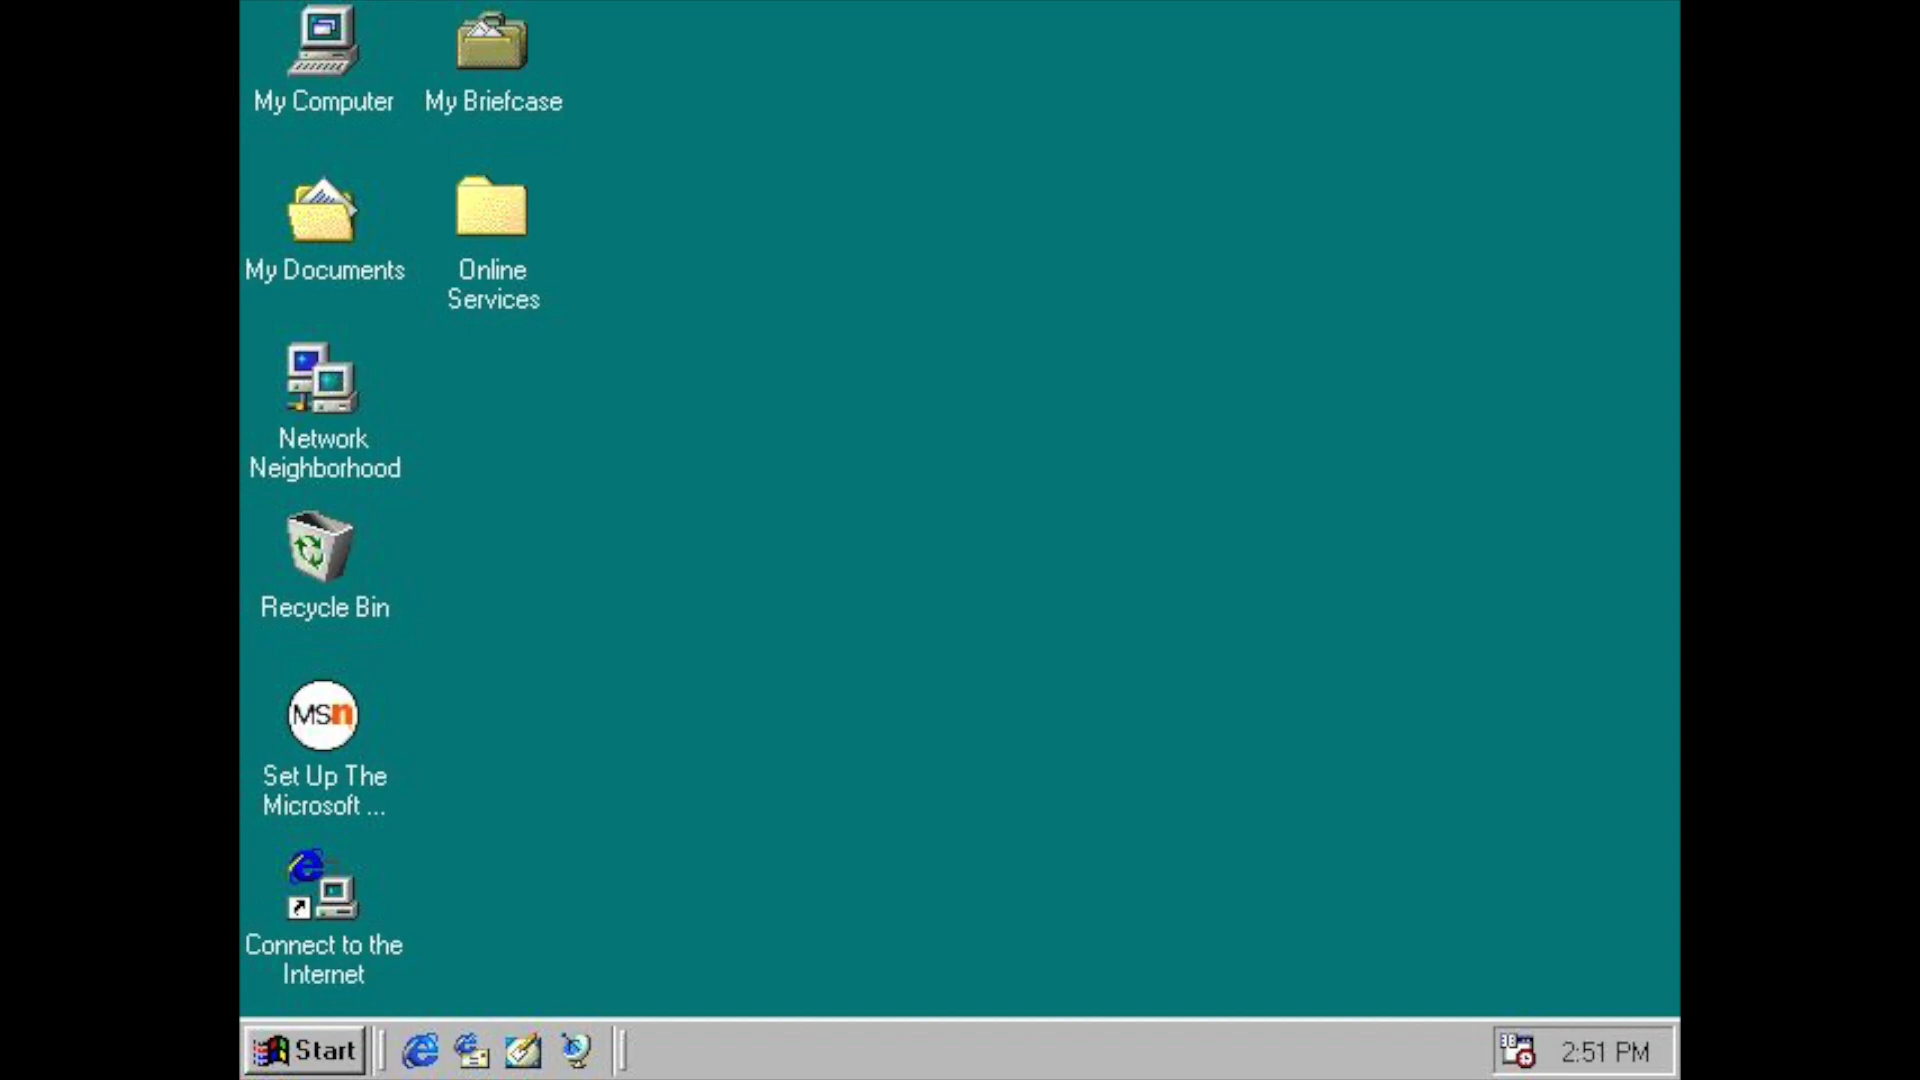 My Computer
My Briefcase
My Documents
Online
Services
Network
Neighborhood
Recycle Bin
MSn
Set Up The
Microsoft ...
Connect to the
Internet
Start
2:51 PM